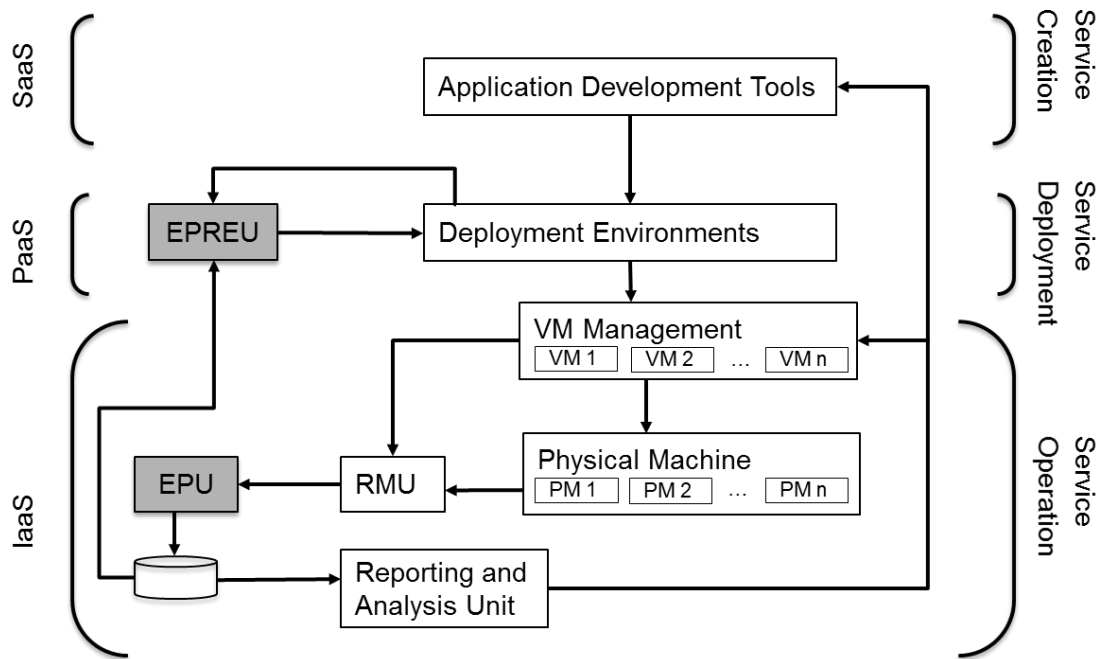 SaaS
Service
Creation
Application Development Tools
PaaS
Service
Deployment
EPREU
Deployment Environments
IaaS
Service
Operation
VM Management
VM 1
VM 2
...
VM n
Physical Machine
PM 1
PM 2
...
PM n
EPU
RMU
Reporting and
Analysis Unit